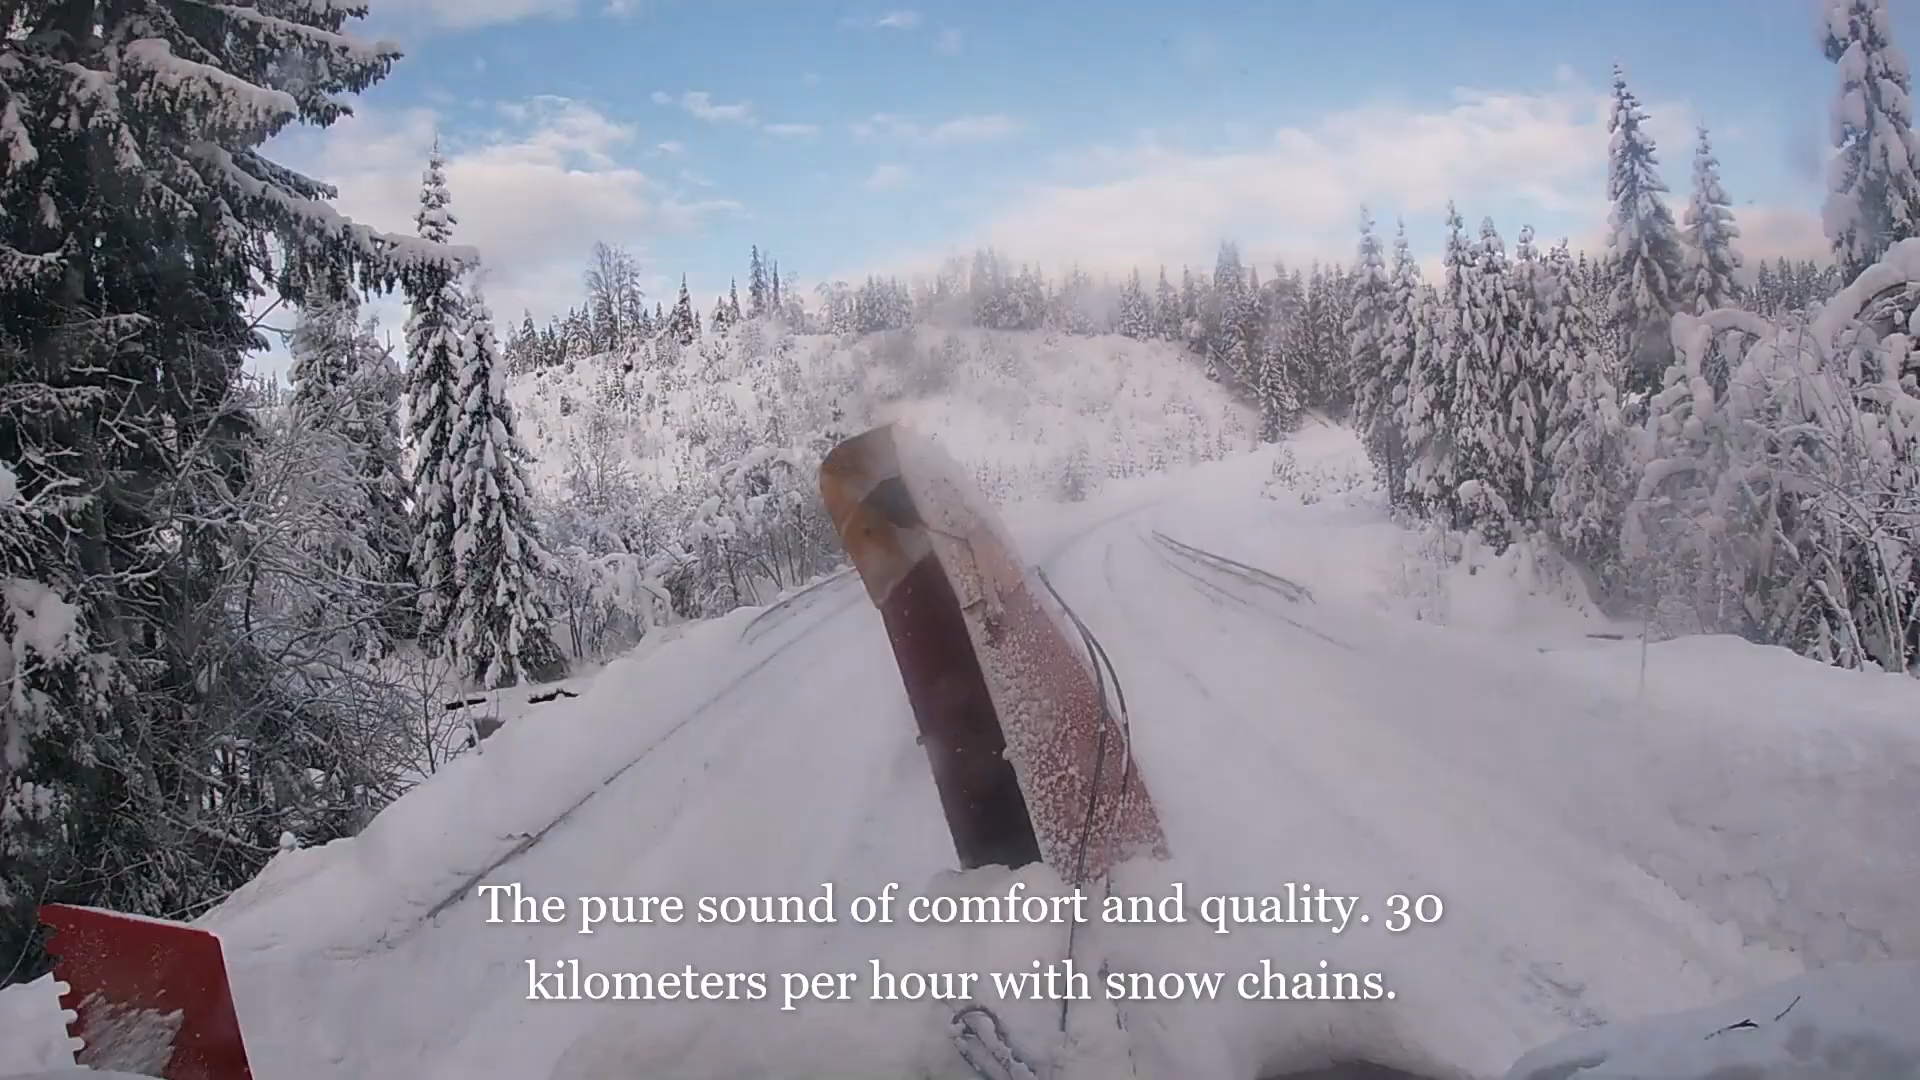 The pure sound of comfort and quality. 30
kilometers per hour with snow chains.